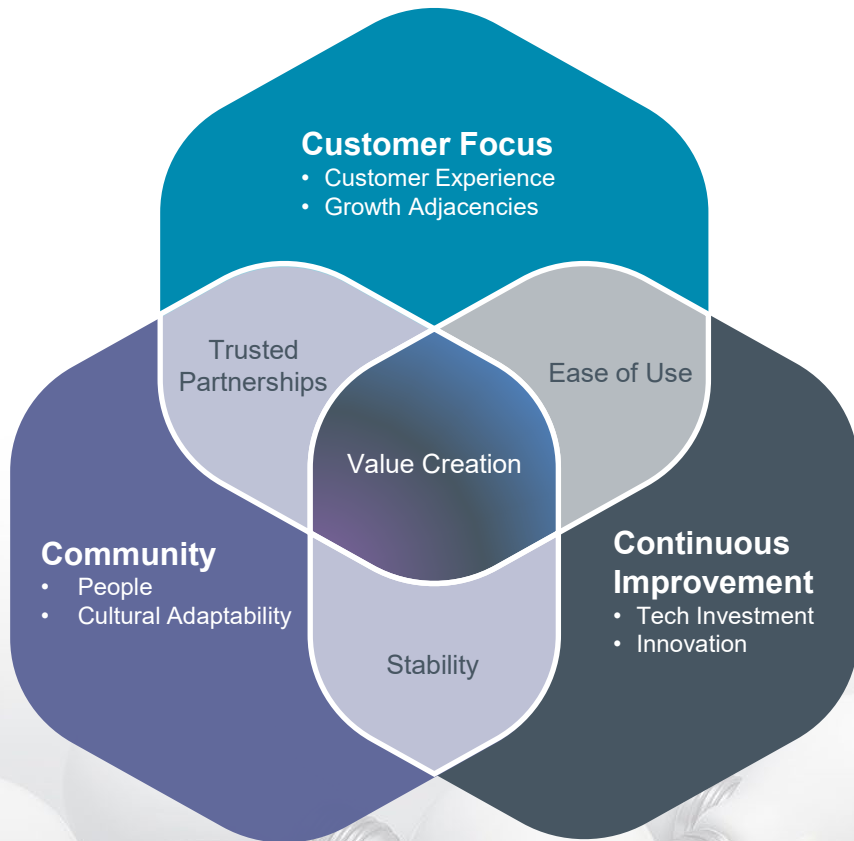 Customer Focus
• Customer Experience
• Growth Adjacencies
Trusted
Partnerships
Ease of Use
Value Creation
Community
• People
• Cultural Adaptability
Continuous
Improvement
• Tech Investment
• Innovation
Stability